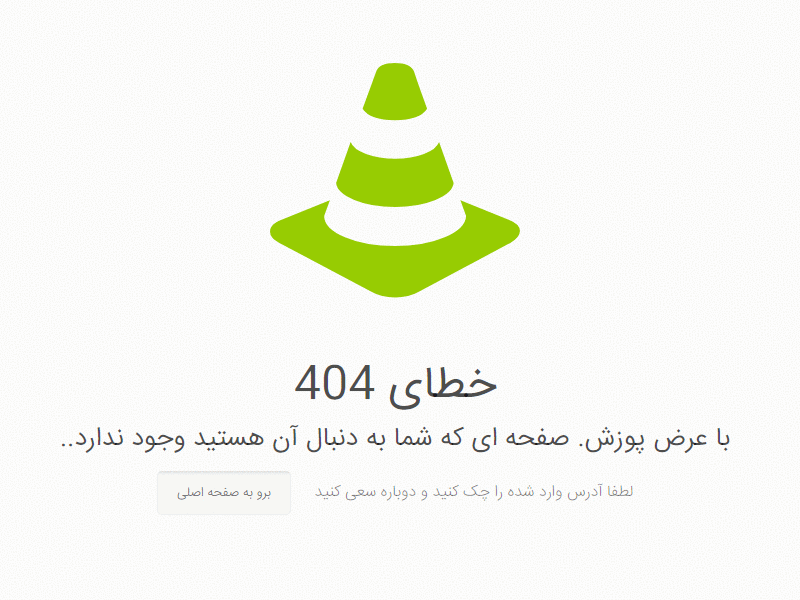 خطای 404
با عرض پوزش. صفحه ای که شما به دنبال آن هستید وجود ندارد..
لطفا آدرس وارد شده را چک کنید و دوباره سعی کنید
برو به صفحه اصلی